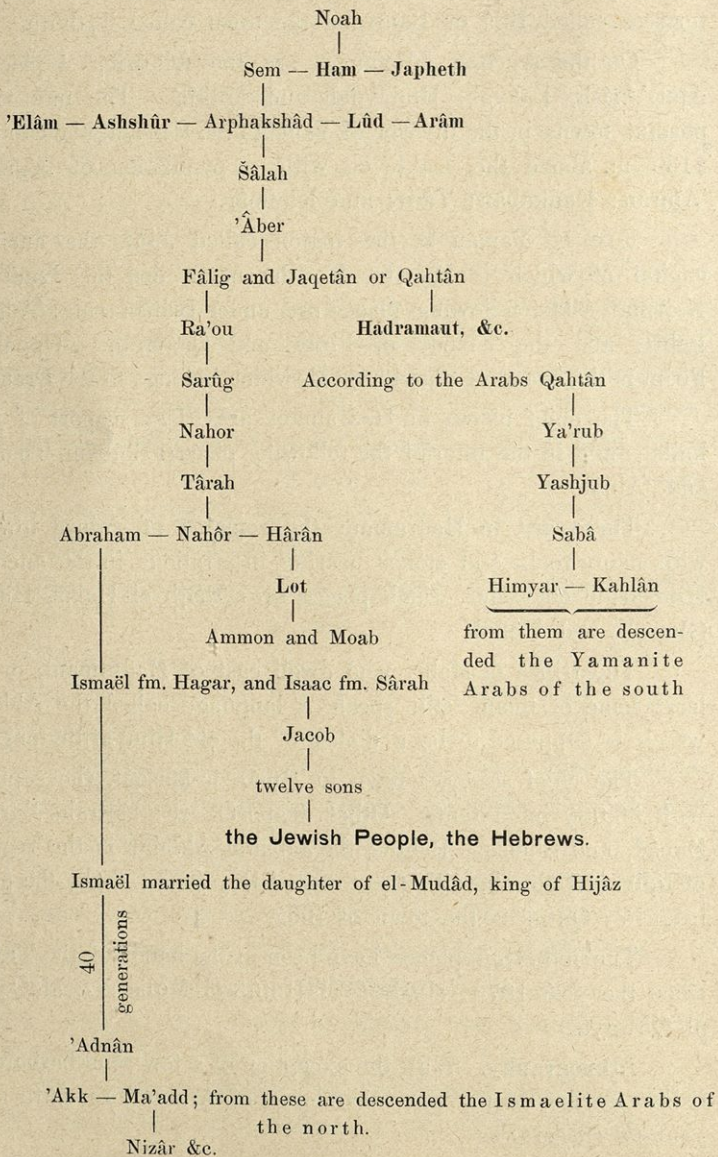 Noah
Sem — Ham — Japheth
'Elâm — Ashshûr — Arphakshâd — Lûd — Arâm
Šâlah
'Âber
Fâlig and Jaqetân or Qahtân
Ra'ou Hadramaut, &c.
Sarûg According to the Arabs Qahtân
Nahor Ya'rub
Târah Yashjub
Abraham — Nahôr — Hârân Sabâ
Lot Himyar — Kahlân
Ammon and Moab
from them are descen-
ded the Yamanite
Arabs of the south
Ismaël fm. Hagar, and Isaac fm. Sârah
Jacob
twelve sons
the Jewish People, the Hebrews.
Ismaël married the daughter of el-Mudâd, king of Hijâz
40 generations
'Adnân
'Akk — Ma'add; from these are descended the Ismaelite Arabs of
the north.
Nizâr &c.